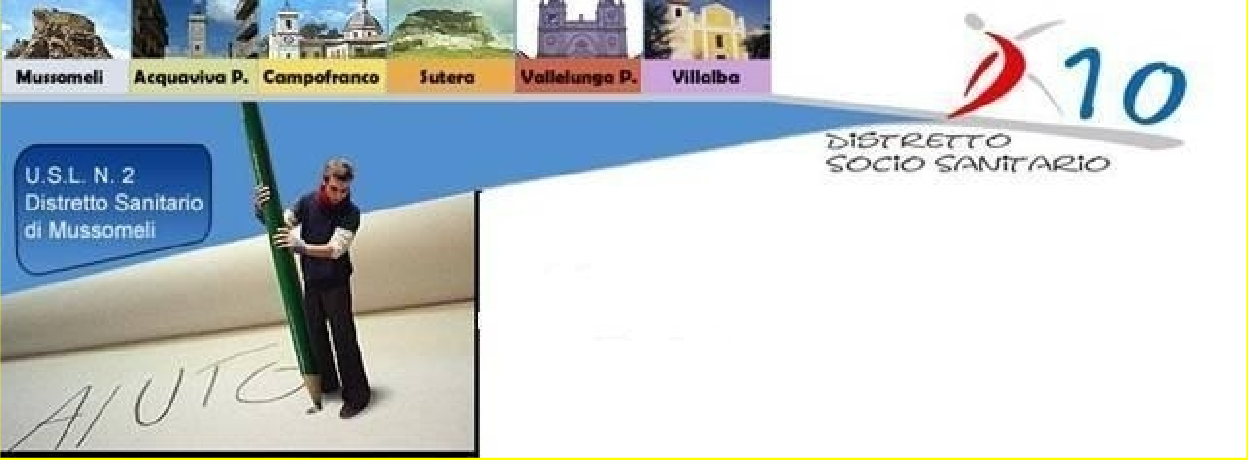 Mussomeli
Acquaviva P.
Campofranco
Sutera
Vallelunga P.
Villalba
10
DISTRETTO
SOCIO SANITARIO
U.S.L. N. 2
Distretto Sanitario
di Mussomeli
AIUTO